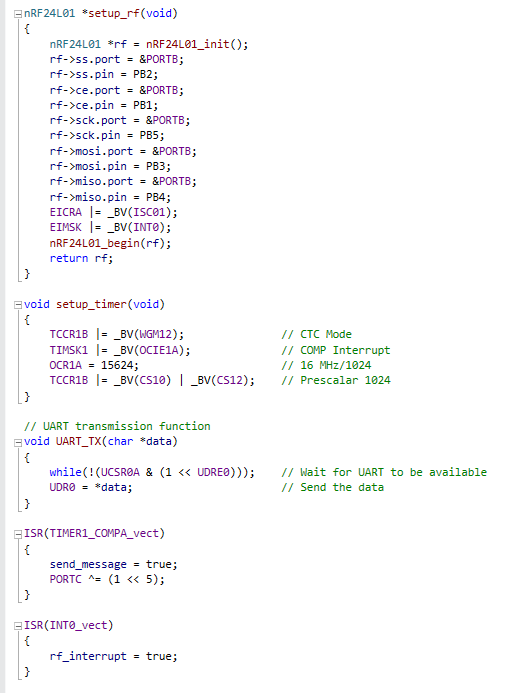 nRF24L01 *setup_rf(void)
{
nRF24L01 *rf = nRF24L01_init();
rf->ss.port = &PORTB;
rf->ss.pin = PB2;
rf->ce.port = &PORTB;
rf->ce.pin = PB1;
rf->sck.port = &PORTB;
rf->sck.pin = PB5;
rf->mosi.port = &PORTB;
rf->mosi.pin = PB3;
rf->miso.port = &PORTB;
rf->miso.pin = PB4;
EICRA |= _BV(ISC01);
EIMSK |= _BV(INT0);
nRF24L01_begin(rf);
return rf;
}
void setup_timer(void)
{
TCCR1B |= _BV(WGM12); // CTC Mode
TIMSK1 |= _BV(OCIE1A); // COMP Interrupt
OCR1A = 15624; // 16 MHz/1024
TCCR1B |= _BV(CS10) | _BV(CS12); // Prescalar 1024
}
// UART transmission function
void UART_TX(char *data)
{
while(!(UCSR0A & (1 << UDRE0))); // Wait for UART to be available
UDR0 = *data; // Send the data
}
ISR(TIMER1_COMPA_vect)
{
send_message = true;
PORTC ^= (1 << 5);
}
ISR(INT0_vect)
{
rf_interrupt = true;
}